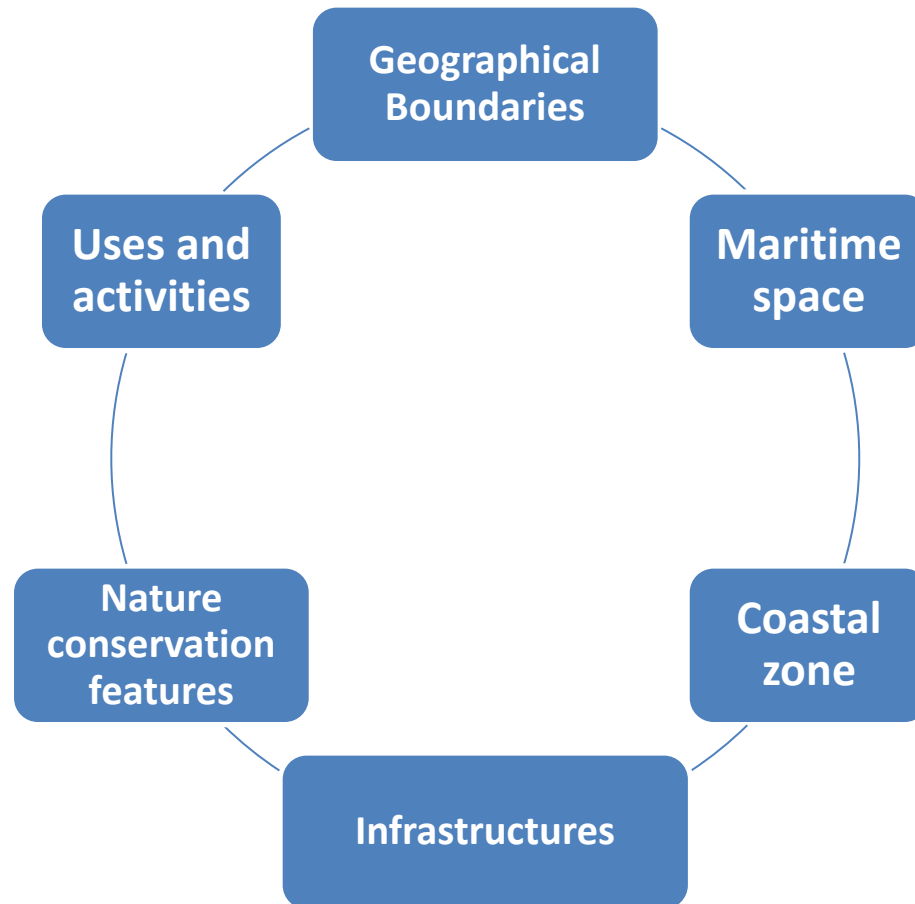 Geographical
Boundaries
Maritime
space
Coastal
zone
Infrastructures
Nature
conservation
features
Uses and
activities